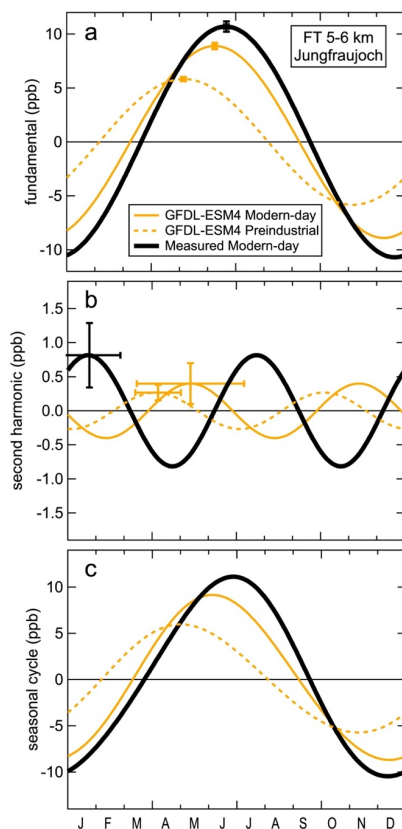 a
FT 5-6 km
Jungfraujoch
10
5
0
-5
-10
fundamental (ppb)
GFDL-ESM4 Modern-day
GFDL-ESM4 Preindustrial
Measured Modern-day
b
1.5
1.0
0.5
0.0
-0.5
-1.0
-1.5
second harmonic (ppb)
c
10
5
0
-5
-10
seasonal cycle (ppb)
J F M A M J J A S O N D